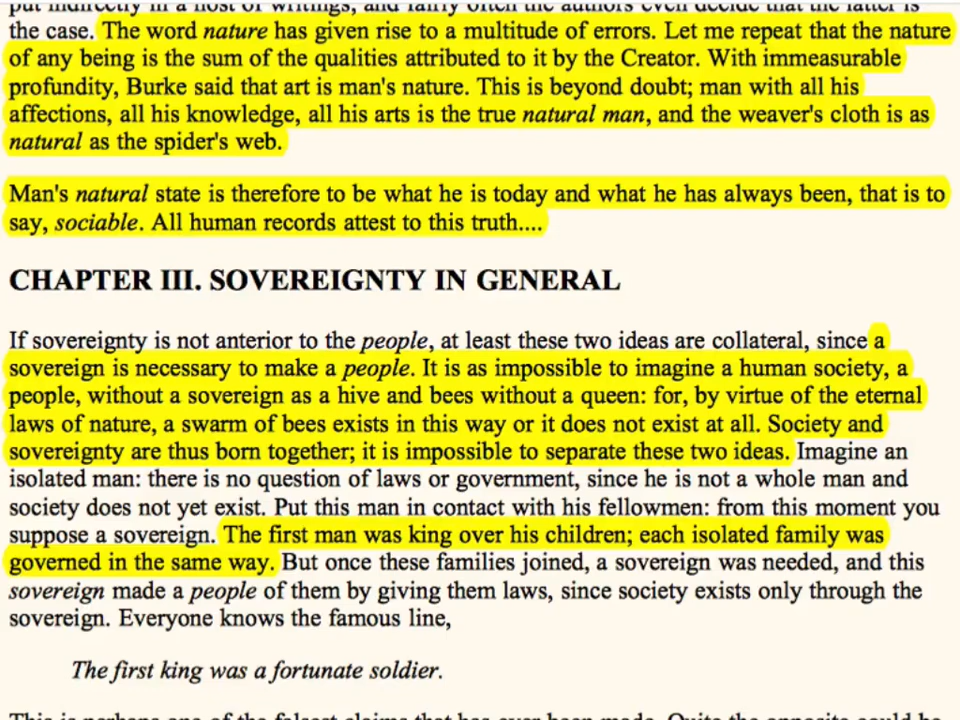 the case. The word nature has given rise to a multitude of errors. Let me repeat that the nature
of any being is the sum of the qualities attributed to it by the Creator. With immeasurable
profundity, Burke said that art is man's nature. This is beyond doubt; man with all his
affections, all his knowledge, all his arts is the true natural man, and the weaver's cloth is as
natural as the spider's web.
Man's natural state is therefore to be what he is today and what he has always been, that is to
say, sociable. All human records attest to this truth....
CHAPTER III. SOVEREIGNTY IN GENERAL
If sovereignty is not anterior to the people, at least these two ideas are collateral, since a
sovereign is necessary to make a people. It is as impossible to imagine a human society, a
people, without a sovereign as a hive and bees without a queen: for, by virtue of the eternal
laws of nature, a swarm of bees exists in this way or it does not exist at all. Society and
sovereignty are thus born together; it is impossible to separate these two ideas. Imagine an
isolated man: there is no question of laws or government, since he is not a whole man and
society does not yet exist. Put this man in contact with his fellowmen: from this moment you
suppose a sovereign. The first man was king over his children; each isolated family was
governed in the same way. But once these families joined, a sovereign was needed, and this
sovereign made a people of them by giving them laws, since society exists only through the
sovereign. Everyone knows the famous line,
The first king was a fortunate soldier.